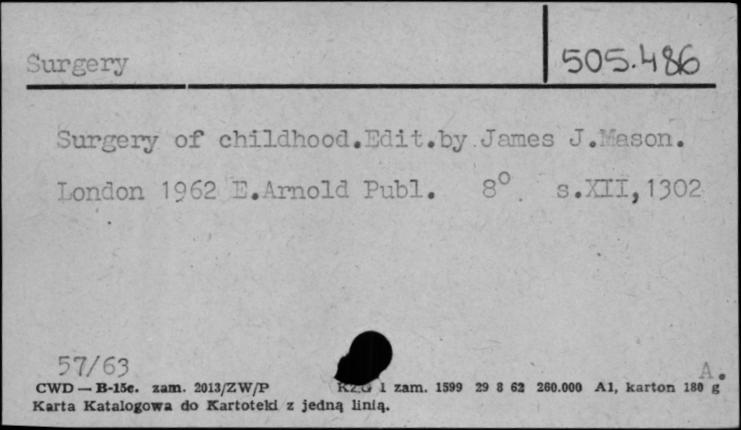 Surgery 505.486
Surgery of childhood.Edit.by James J.Mason.
London 1962 E.Arnold Publ. 8° s.XII,1302
57/63 A.
CWD — B-15c. zam. 2013/ZW/P KZG 1 zam. 1599 29 8 62 260.000 A1, karton 180 g
Karta Katalogowa do Kartoteki z jedną linią.